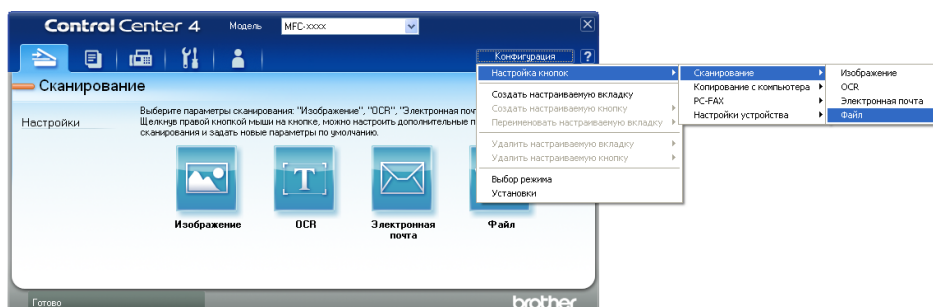 Control Center 4 Модель MFC-xxxx
Конфигурация ?
Сканирование
Настройки
Выберите параметры сканирования: "Изображение", "OCR", "Электронная
Щелкнув правой кнопкой мыши на кнопке, можно настроить дополнительные
сканирования и задать новые параметры по умолчанию.
Изображение
OCR
Электронная
почта
Файл
Готово
brother
Настройка кнопок
Создать настраиваемую вкладку
Создать настраиваемую кнопку
Переименовать настраиваемую вкладку
Удалить настраиваемую вкладку
Удалить настраиваемую кнопку
Выбор режима
Установки
Сканирование
Копирование с компьютера
PC-FAX
Настройки устройства
Изображение
OCR
Электронная почта
Файл